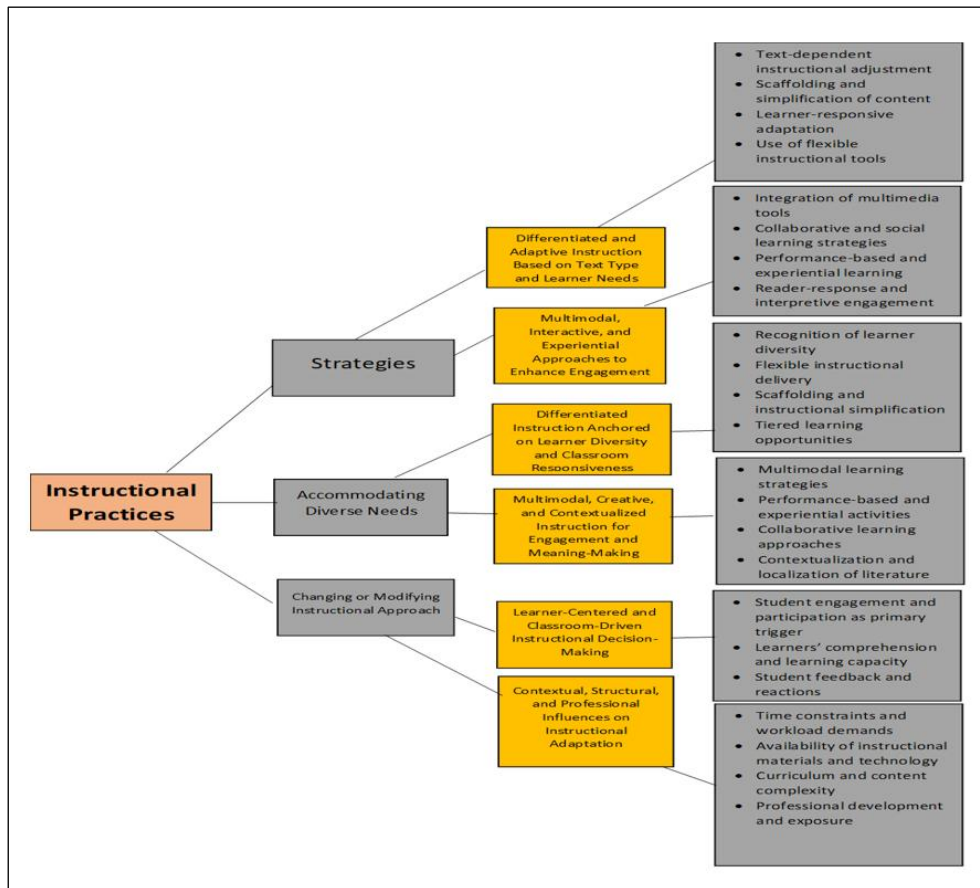 Instructional
Practices
Strategies
Accommodating
Diverse Needs
Changing or Modifying
Instructional Approach
Differentiated and
Adaptive Instruction
Based on Text Type
and Learner Needs
Multimodal,
Interactive, and
Experiential
Approaches to
Enhance Engagement
Differentiated
Instruction Anchored
on Learner Diversity
and Classroom
Responsiveness
Multimodal, Creative,
and Contextualized
Instruction for
Engagement and
Meaning-Making
Learner-Centered and
Classroom-Driven
Instructional Decision-
Making
Contextual, Structural,
and Professional
Influences on
Instructional
Adaptation
• Text-dependent
instructional adjustment
• Scaffolding and
simplification of content
• Learner-responsive
adaptation
• Use of flexible
instructional tools
• Integration of multimedia
tools
• Collaborative and social
learning strategies
• Performance-based and
experiential learning
• Reader-response and
interpretive engagement
• Recognition of learner
diversity
• Flexible instructional
delivery
• Scaffolding and
instructional simplification
• Tiered learning
opportunities
• Multimodal learning
strategies
• Performance-based and
experiential activities
• Collaborative learning
approaches
• Contextualization and
localization of literature
• Student engagement and
participation as primary
trigger
• Learners’ comprehension
and learning capacity
• Student feedback and
reactions
• Time constraints and
workload demands
• Availability of instructional
materials and technology
• Curriculum and content
complexity
• Professional development
and exposure